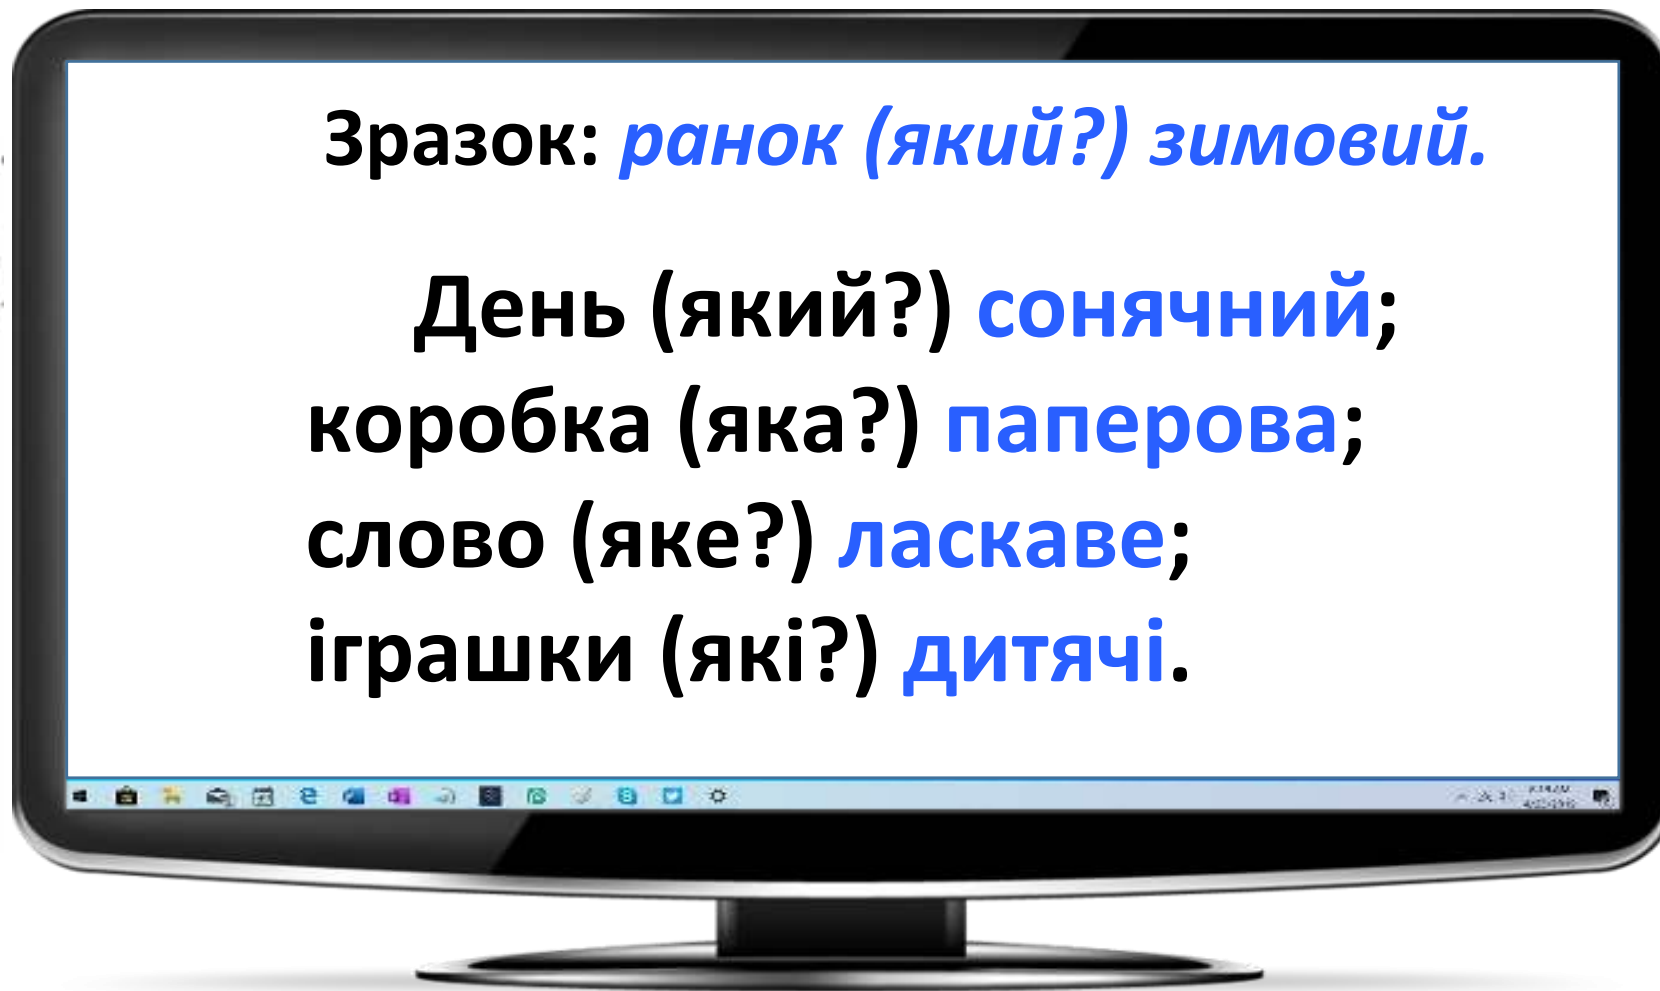 Зразок: ранок (який?) зимовий.
День (який?) сонячний;
коробка (яка?) паперова;
слово (яке?) ласкаве;
іграшки (які?) дитячі.